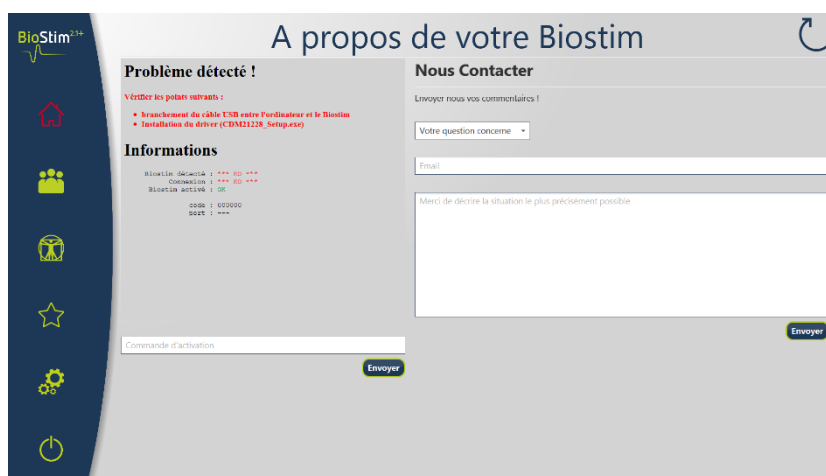 BioStim 2.1+
A propos de votre Biostim
Problème détecté !
Vérifier les points suivants :
branchement du câble USB entre l'ordinateur et le Biostim
Installation du driver (CDM21228_Setup.exe)
Informations
Biostim détecté : *** KO ***
Connexion : *** KO ***
Biostim activé : OK
code : 000000
port : ---
Commande d'activation
Envoyer
Nous Contacter
Envoyer nous vos commentaires !
Votre question concerne
Email
Merci de décrire la situation le plus précisément possible
Envoyer